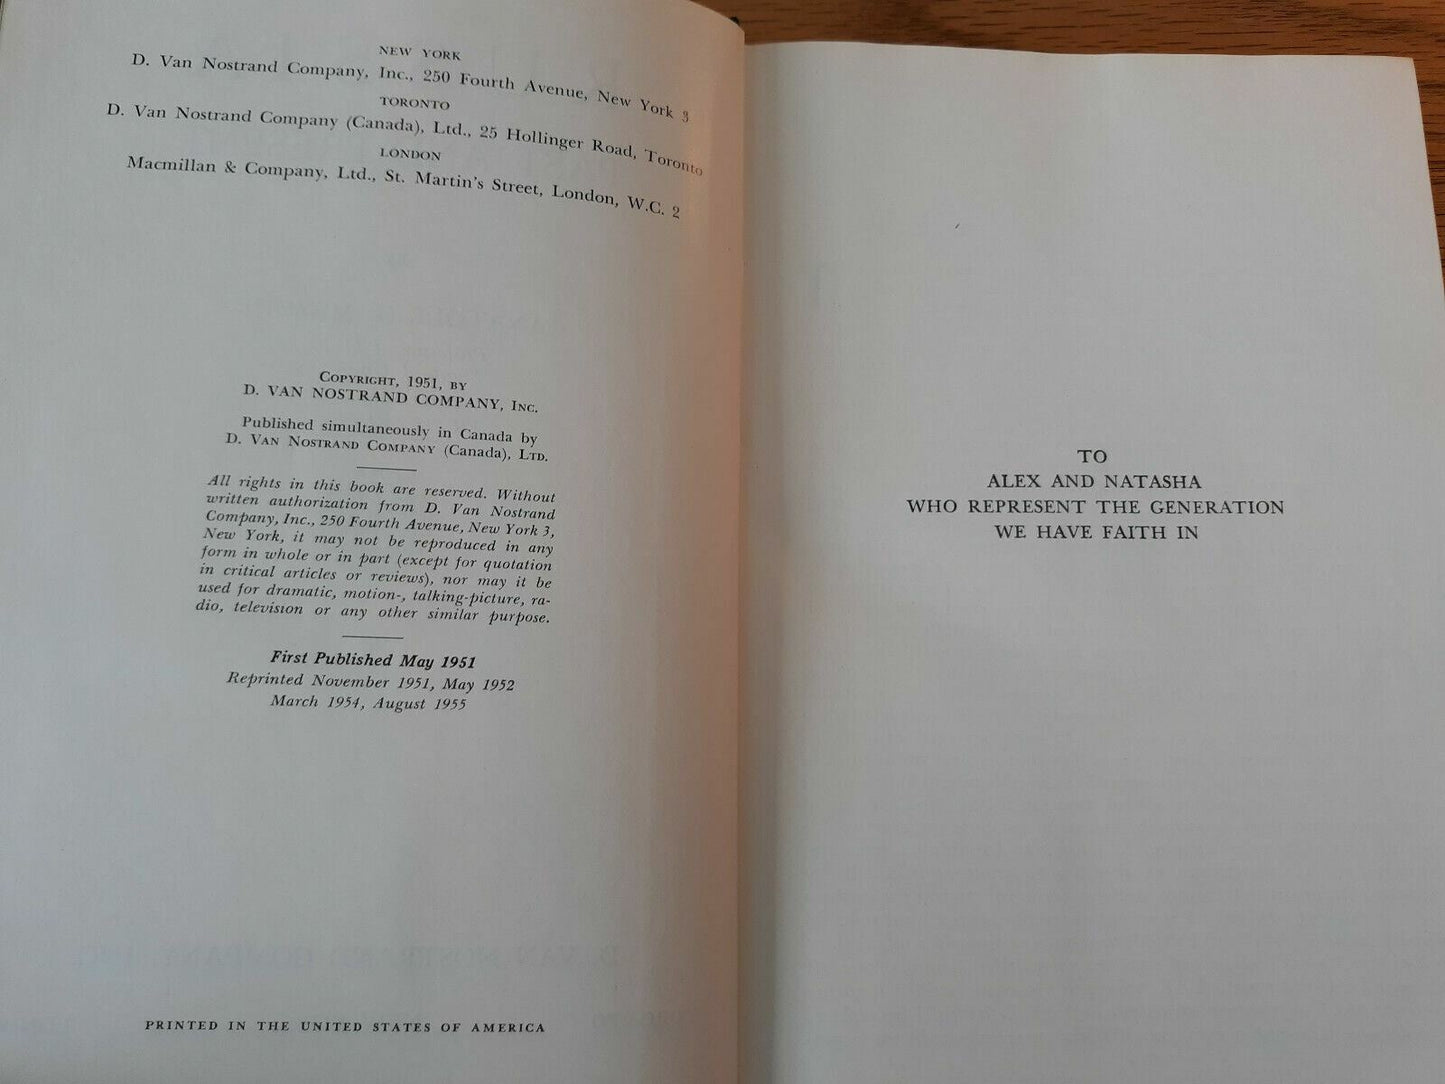 NEW YORK
D. Van Nostrand Company, Inc., 250 Fourth Avenue, New York 3
TORONTO
D. Van Nostrand Company (Canada), Ltd., 25 Hollinger Road, Toronto
LONDON
Macmillan & Company, Ltd., St. Martin's Street, London, W.C. 2
COPYRIGHT, 1951, BY
D. VAN NOSTRAND COMPANY, INC.
Published simultaneously in Canada by
D. VAN NOSTRAND COMPANY (Canada), LTD.
All rights in this book are reserved. Without
written authorization from D. Van Nostrand
Company, Inc., 250 Fourth Avenue, New York 3,
New York, it may not be reproduced in any
form in whole or in part (except for quotation
in critical articles or reviews), nor may it be
used for dramatic, motion-, talking-picture, ra-
dio, television or any other similar purpose.
First Published May 1951
Reprinted November 1951, May 1952
March 1954, August 1955
PRINTED IN THE UNITED STATES OF AMERICA
TO
ALEX AND NATASHA
WHO REPRESENT THE GENERATION
WE HAVE FAITH IN